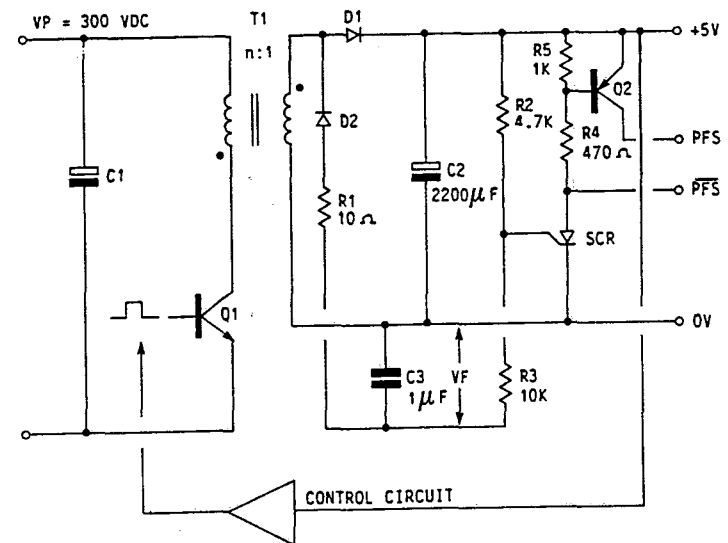 VP = 300 VDC
T1
n:1
D1
+5V
R5
1K
Q2
R2
4.7K
D2
R4
470 Ω
PFS
C1
C2
2200μF
R1
10 Ω
P̅F̅S̅
SCR
Q1
0V
C3
1μF
VF
R3
10K
CONTROL CIRCUIT